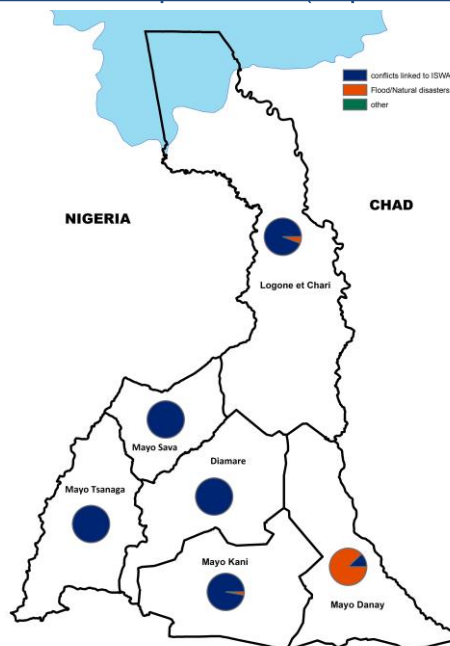 conflicts linked to ISWA
Flood/Natural disasters
other
NIGERIA
CHAD
Logone et Chari
Mayo Sava
Diamare
Mayo Tsanaga
Mayo Kani
Mayo Danay